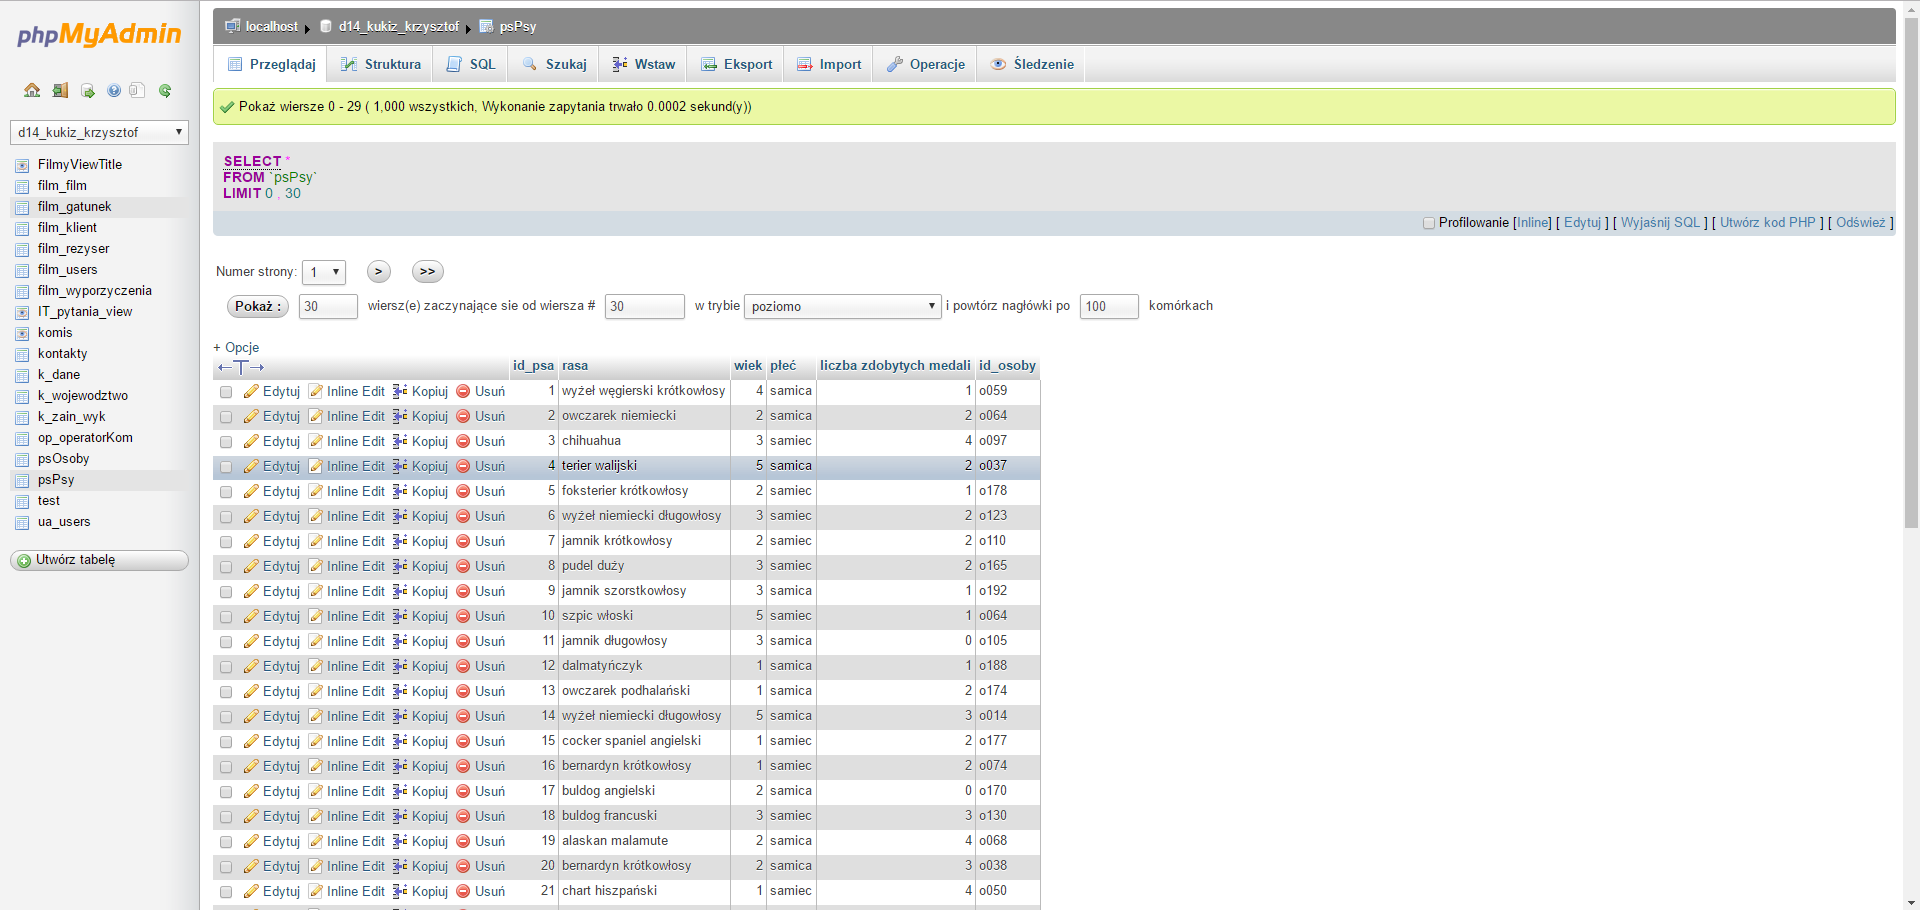 phpMyAdmin
d14_kukiz_krzysztof
FilmyViewTitle
film_film
film_gatunek
film_klient
film_rezyser
film_users
film_wyporzyczenia
IT_pytania_view
komis
kontakty
k_dane
k_wojewodztwo
k_zain_wyk
op_operatorKom
psOsoby
psPsy
test
ua_users
Utwórz tabelę
localhost d14_kukiz_krzysztof psPsy
Przeglądaj Struktura SQL Szukaj Wstaw Eksport Import Operacje Śledzenie
Pokaż wiersze 0 - 29 ( 1,000 wszystkich, Wykonanie zapytania trwało 0.0002 sekund(y))
SELECT *
FROM `psPsy`
LIMIT 0 , 30
Profilowanie [Inline] [ Edytuj ] [ Wyjaśnij SQL ] [ Utwórz kod PHP ] [ Odśwież ]
Numer strony: 1 > >>
Pokaż : 30 wiersz(e) zaczynające sie od wiersza # 30 w trybie poziomo i powtórz nagłówki po 100 komórkach
+ Opcje
←T→ id_psa rasa wiek płeć liczba zdobytych medali id_osoby
Edytuj Inline Edit Kopiuj Usuń 1 wyżeł węgierski krótkowłosy 4 samica 1 o059
Edytuj Inline Edit Kopiuj Usuń 2 owczarek niemiecki 2 samica 2 o064
Edytuj Inline Edit Kopiuj Usuń 3 chihuahua 3 samiec 4 o097
Edytuj Inline Edit Kopiuj Usuń 4 terier walijski 5 samica 2 o037
Edytuj Inline Edit Kopiuj Usuń 5 foksterier krótkowłosy 2 samiec 1 o178
Edytuj Inline Edit Kopiuj Usuń 6 wyżeł niemiecki długowłosy 3 samiec 2 o123
Edytuj Inline Edit Kopiuj Usuń 7 jamnik krótkowłosy 2 samiec 2 o110
Edytuj Inline Edit Kopiuj Usuń 8 pudel duży 3 samiec 2 o165
Edytuj Inline Edit Kopiuj Usuń 9 jamnik szorstkowłosy 3 samica 1 o192
Edytuj Inline Edit Kopiuj Usuń 10 szpic włoski 5 samiec 1 o064
Edytuj Inline Edit Kopiuj Usuń 11 jamnik długowłosy 3 samica 0 o105
Edytuj Inline Edit Kopiuj Usuń 12 dalmatyńczyk 1 samica 1 o188
Edytuj Inline Edit Kopiuj Usuń 13 owczarek podhalański 1 samica 2 o174
Edytuj Inline Edit Kopiuj Usuń 14 wyżeł niemiecki długowłosy 5 samica 3 o014
Edytuj Inline Edit Kopiuj Usuń 15 cocker spaniel angielski 1 samiec 2 o177
Edytuj Inline Edit Kopiuj Usuń 16 bernardyn krótkowłosy 1 samiec 2 o074
Edytuj Inline Edit Kopiuj Usuń 17 buldog angielski 2 samica 0 o170
Edytuj Inline Edit Kopiuj Usuń 18 buldog francuski 3 samiec 3 o130
Edytuj Inline Edit Kopiuj Usuń 19 alaskan malamute 2 samica 4 o068
Edytuj Inline Edit Kopiuj Usuń 20 bernardyn krótkowłosy 2 samica 3 o038
Edytuj Inline Edit Kopiuj Usuń 21 chart hiszpański 1 samiec 4 o050